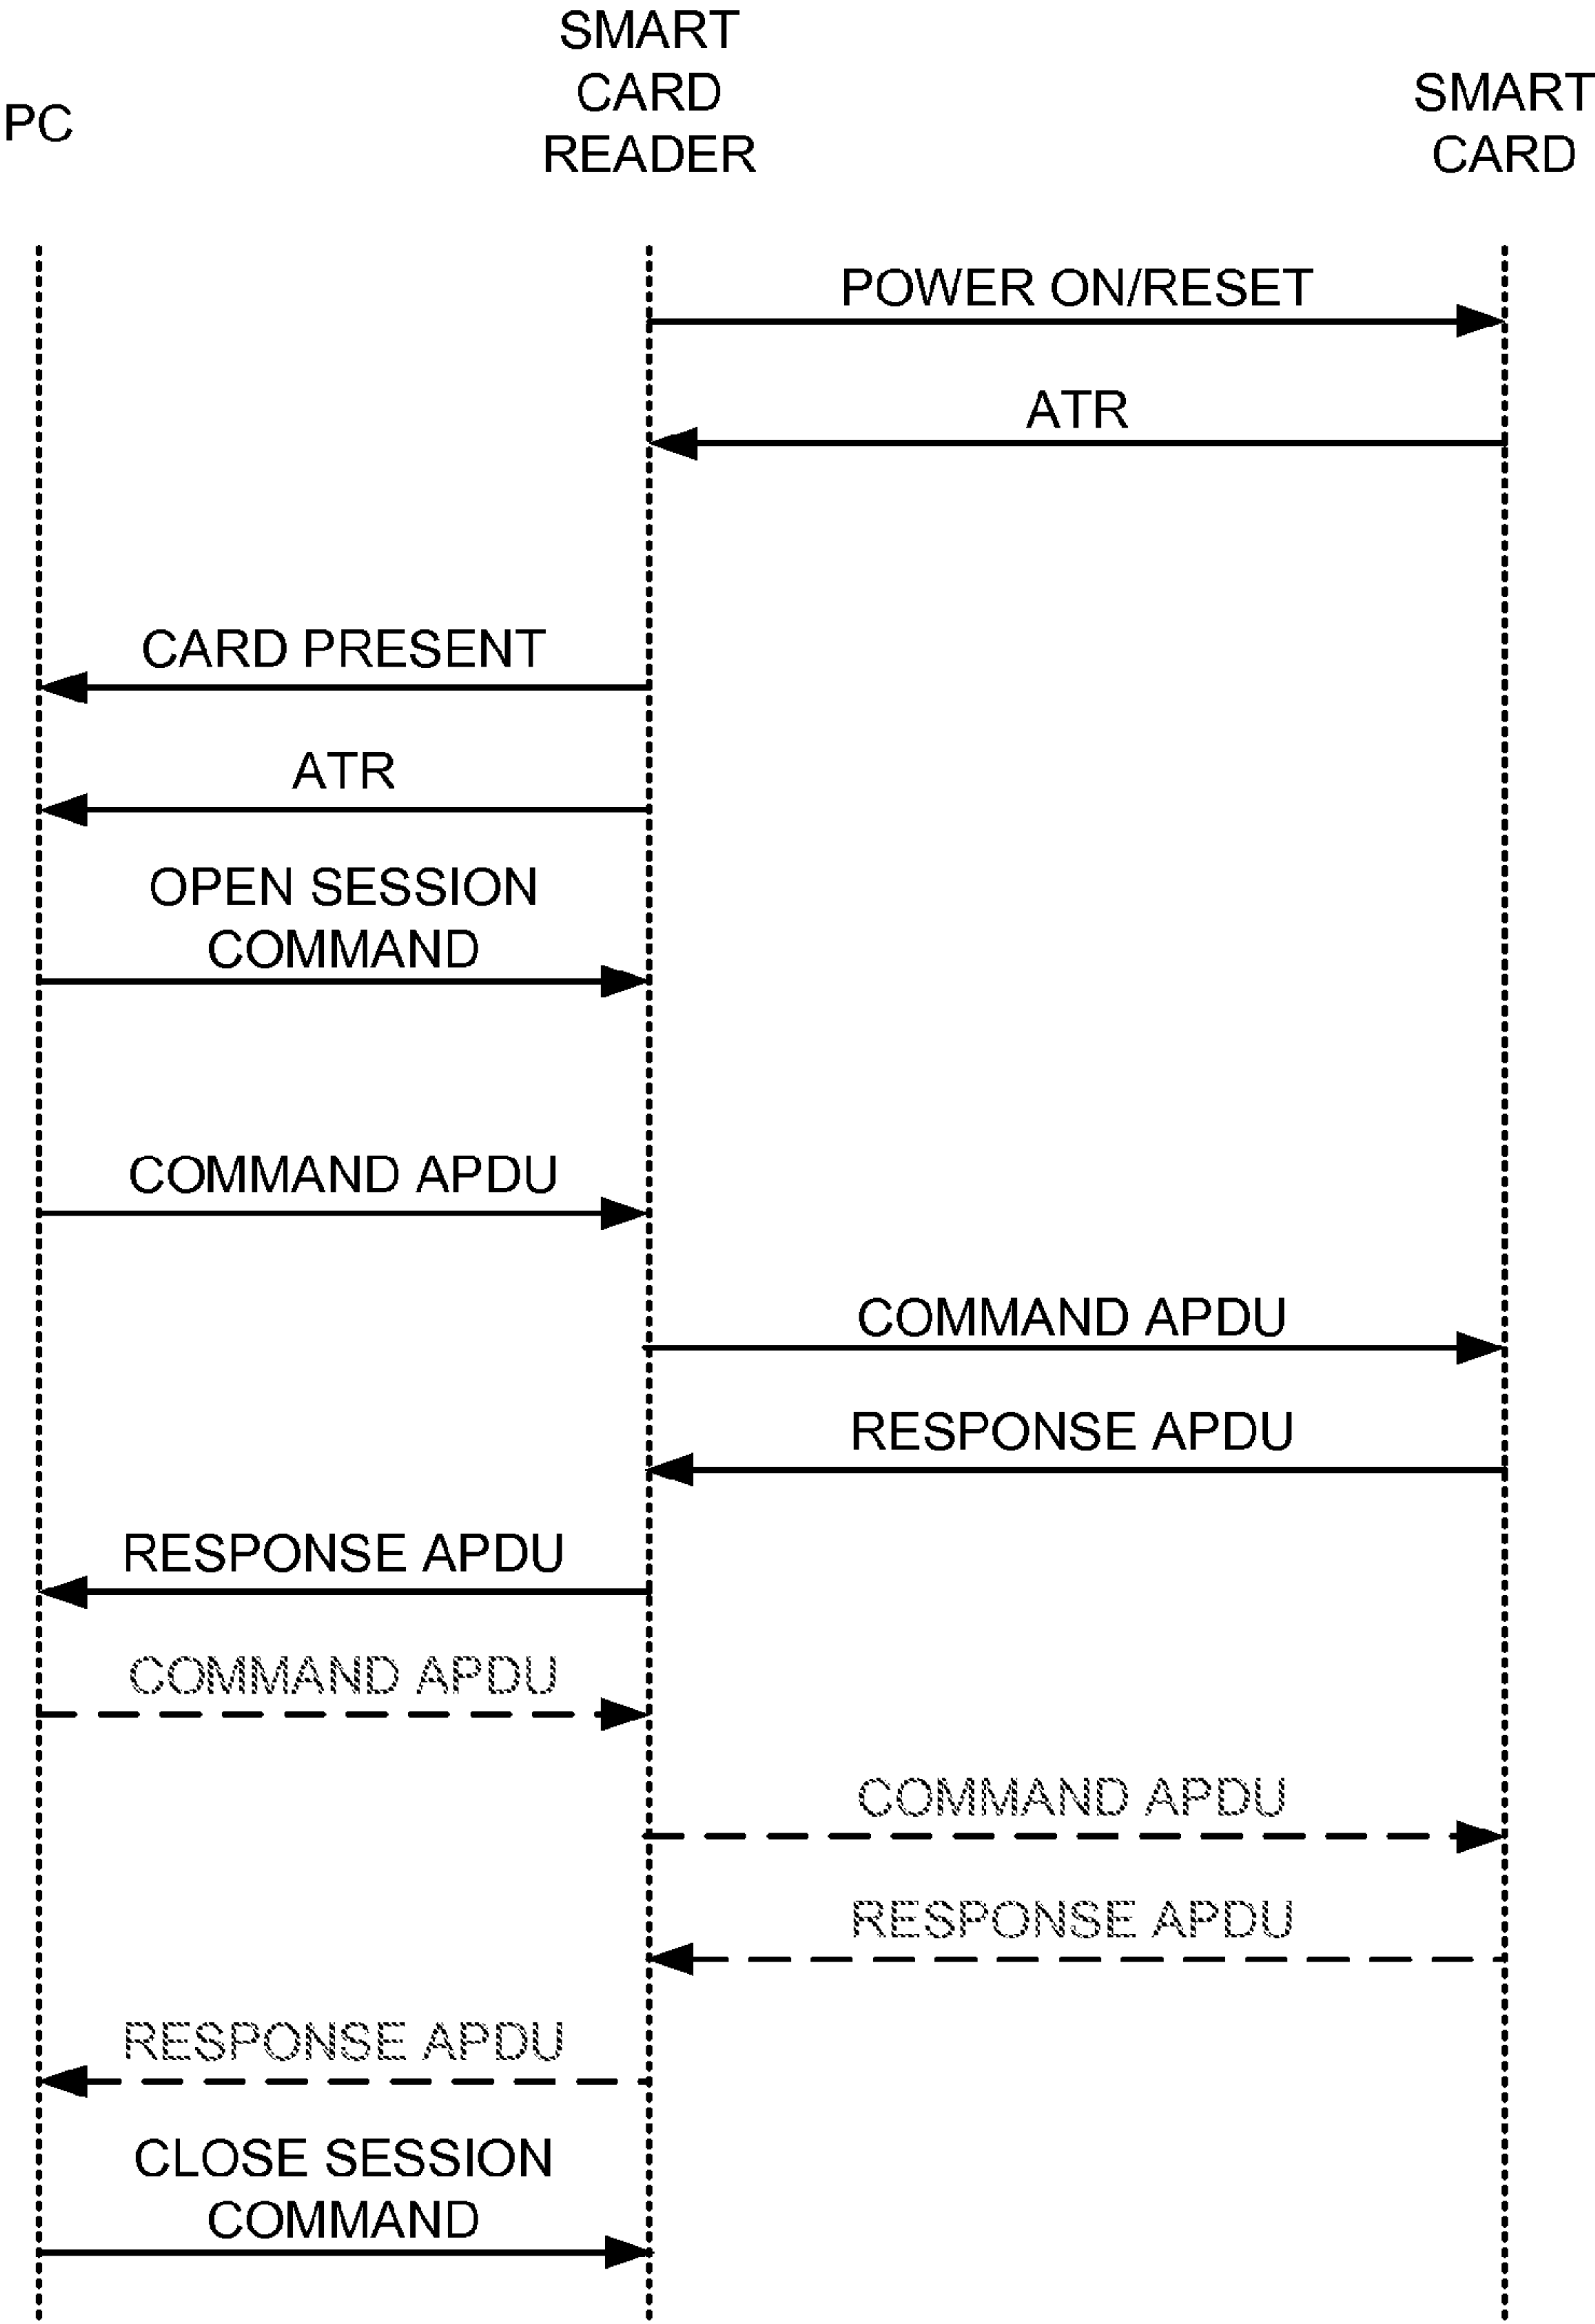 PC
SMART
CARD
READER
SMART
CARD
POWER ON/RESET
ATR
CARD PRESENT
ATR
OPEN SESSION
COMMAND
COMMAND APDU
COMMAND APDU
RESPONSE APDU
RESPONSE APDU
COMMAND APDU
COMMAND APDU
RESPONSE APDU
RESPONSE APDU
CLOSE SESSION
COMMAND